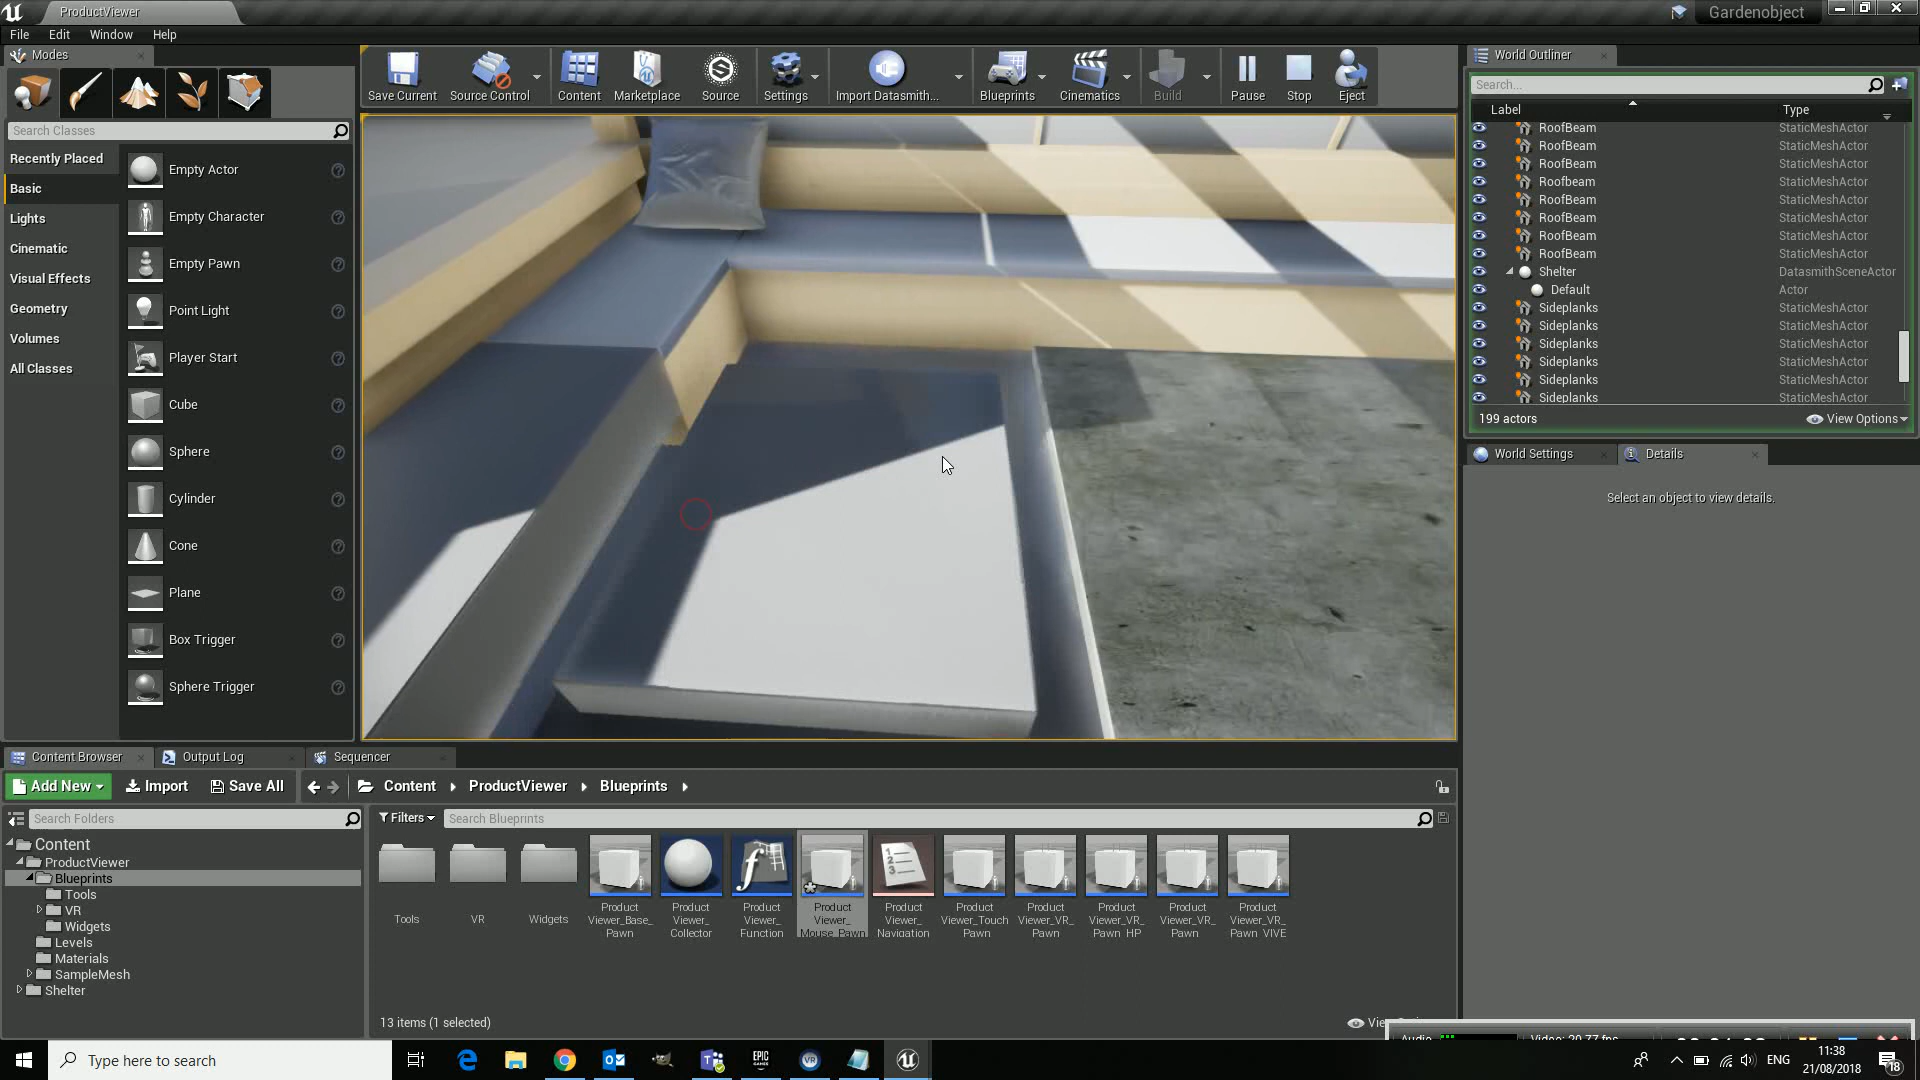 ProductViewer
Gardenobject
File Edit Window Help
Modes
Search Classes
Recently Placed
Basic
Lights
Cinematic
Visual Effects
Geometry
Volumes
All Classes
Empty Actor
Empty Character
Empty Pawn
Point Light
Player Start
Cube
Sphere
Cylinder
Cone
Plane
Box Trigger
Sphere Trigger
Save Current Source Control Content Marketplace Source Settings Import Datasmith... Blueprints Cinematics Build Pause Stop Eject
World Outliner
Search...
Label Type
RoofBeam StaticMeshActor
RoofBeam StaticMeshActor
RoofBeam StaticMeshActor
Roofbeam StaticMeshActor
RoofBeam StaticMeshActor
RoofBeam StaticMeshActor
RoofBeam StaticMeshActor
RoofBeam StaticMeshActor
Shelter DatasmithSceneActor
Default Actor
Sideplanks StaticMeshActor
Sideplanks StaticMeshActor
Sideplanks StaticMeshActor
Sideplanks StaticMeshActor
Sideplanks StaticMeshActor
Sideplanks StaticMeshActor
199 actors View Options
World Settings Details
Select an object to view details.
Content Browser Output Log Sequencer
Add New Import Save All Content ProductViewer Blueprints
Search Folders
Filters Search Blueprints
Content
ProductViewer
Blueprints
Tools
VR
Widgets
Levels
Materials
SampleMesh
Shelter
Tools
VR
Widgets
Product Viewer_Base_ Pawn
Product Viewer_ Collector
Product Viewer_ Function
Product Viewer_ Mouse_Pawn
Product Viewer_ Navigation
Product Viewer_Touch Pawn
Product Viewer_VR_ Pawn
Product Viewer_VR_ Pawn_HP
Product Viewer_VR_ Pawn
Product Viewer_VR_ Pawn_VIVE
13 items (1 selected)
Type here to search
EPIC GAMES
VR
ENG
11:38
21/08/2018
18